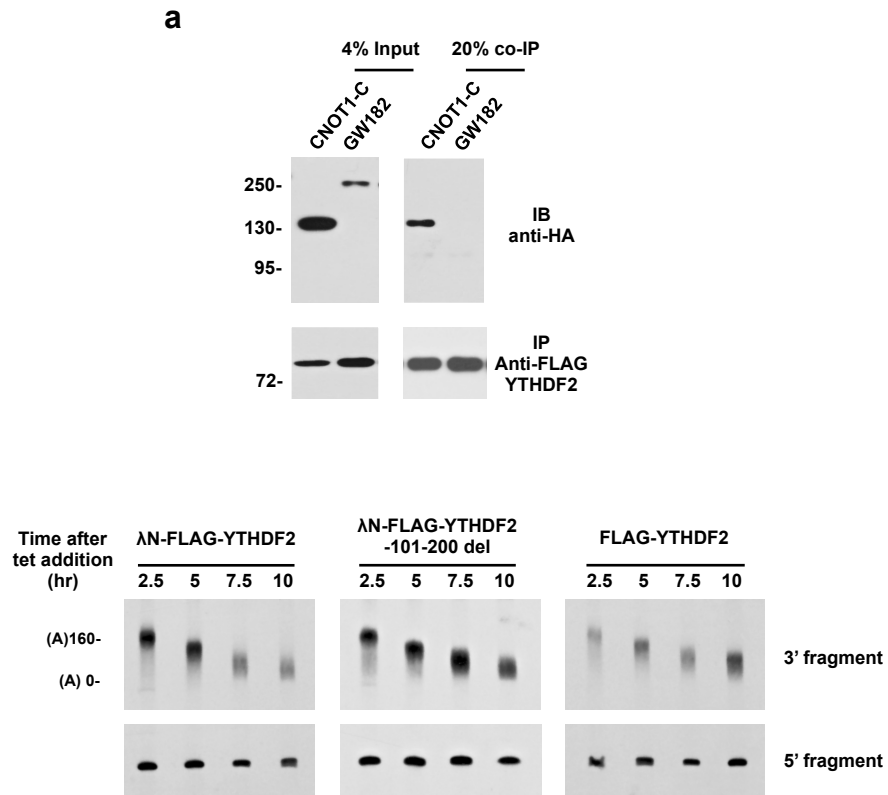 a
4% Input
20% co-IP
CNOT1-C
GW182
CNOT1-C
GW182
250-
130-
95-
IB
anti-HA
72-
IP
Anti-FLAG
YTHDF2
Time after
tet addition
(hr)
λN-FLAG-YTHDF2
λN-FLAG-YTHDF2
-101-200 del
FLAG-YTHDF2
2.5 5 7.5 10
2.5 5 7.5 10
2.5 5 7.5 10
(A)160-
(A) 0-
3’ fragment
5’ fragment